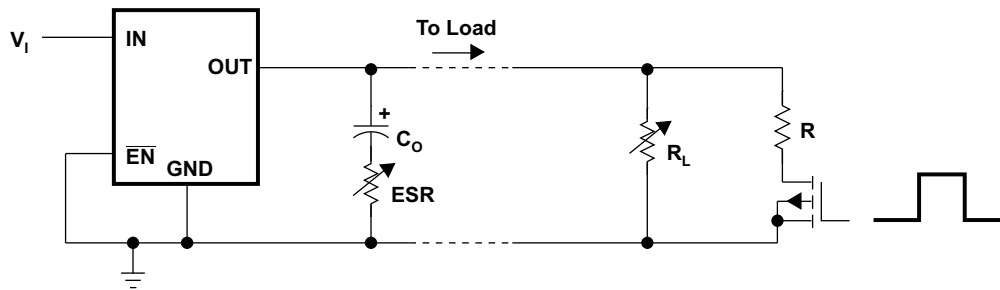 To Load
V_I
IN
OUT
+
C_O
R
R_L
EN
GND
ESR